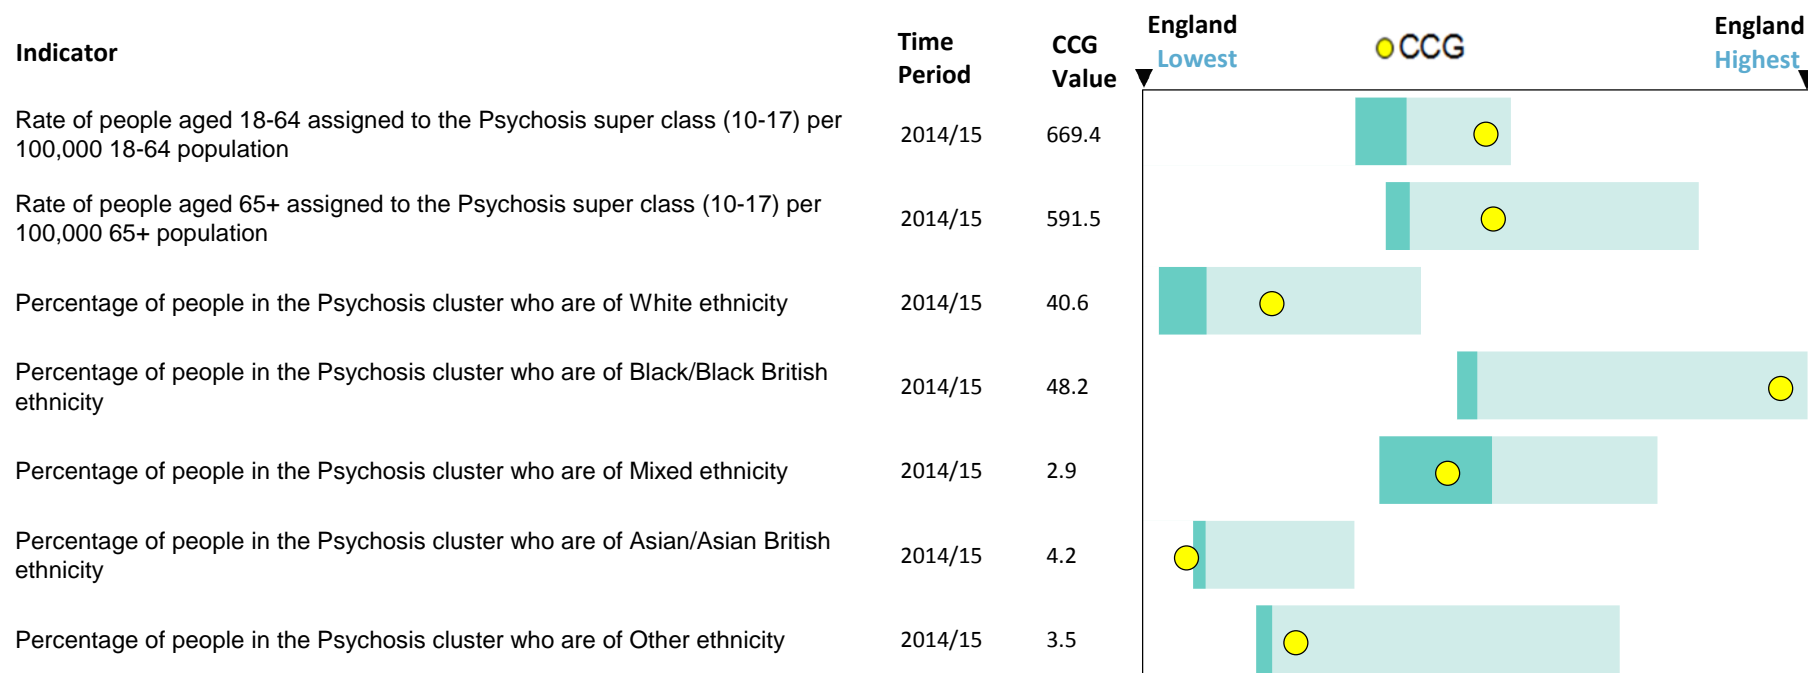 Indicator
Time Period
CCG Value
England Lowest
CCG
England Highest
Rate of people aged 18-64 assigned to the Psychosis super class (10-17) per
100,000 18-64 population
2014/15
669.4
Rate of people aged 65+ assigned to the Psychosis super class (10-17) per
100,000 65+ population
2014/15
591.5
Percentage of people in the Psychosis cluster who are of White ethnicity
2014/15
40.6
Percentage of people in the Psychosis cluster who are of Black/Black British
ethnicity
2014/15
48.2
Percentage of people in the Psychosis cluster who are of Mixed ethnicity
2014/15
2.9
Percentage of people in the Psychosis cluster who are of Asian/Asian British
ethnicity
2014/15
4.2
Percentage of people in the Psychosis cluster who are of Other ethnicity
2014/15
3.5